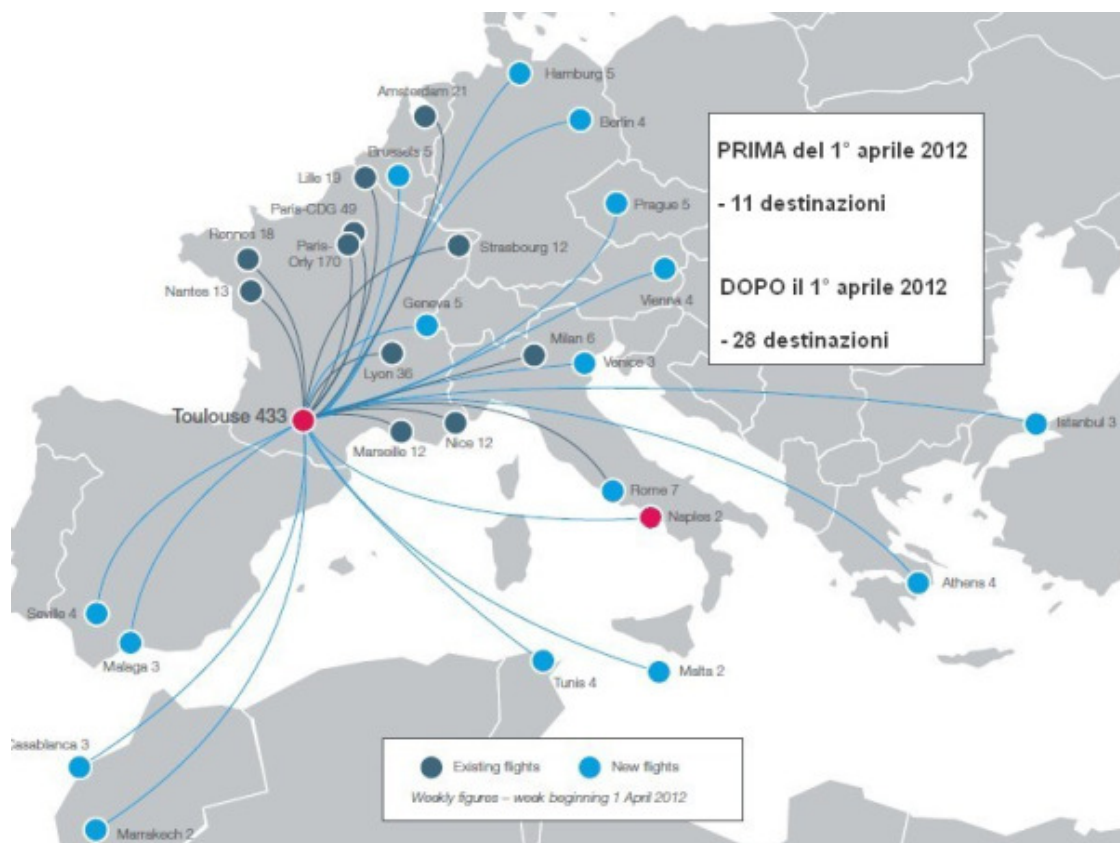 Hamburg 5
Amsterdam 21
Berlin 4
Brussels 5
Lille 19
Paris-CDG 49
Rennes 18
Paris-
Orly 170
Strasbourg 12
Prague 5
Nantes 13
Geneva 5
Vienna 4
Lyon 36
Milan 6
Venice 3
Toulouse 433
Marseille 12
Nice 12
Istanbul 3
Rome 7
Naples 2
Athens 4
Seville 4
Malaga 3
Tunis 4
Malta 2
Casablanca 3
Marrakech 2
PRIMA del 1° aprile 2012
- 11 destinazioni
DOPO il 1° aprile 2012
- 28 destinazioni
Existing flights
New flights
Weekly figures – week beginning 1 April 2012